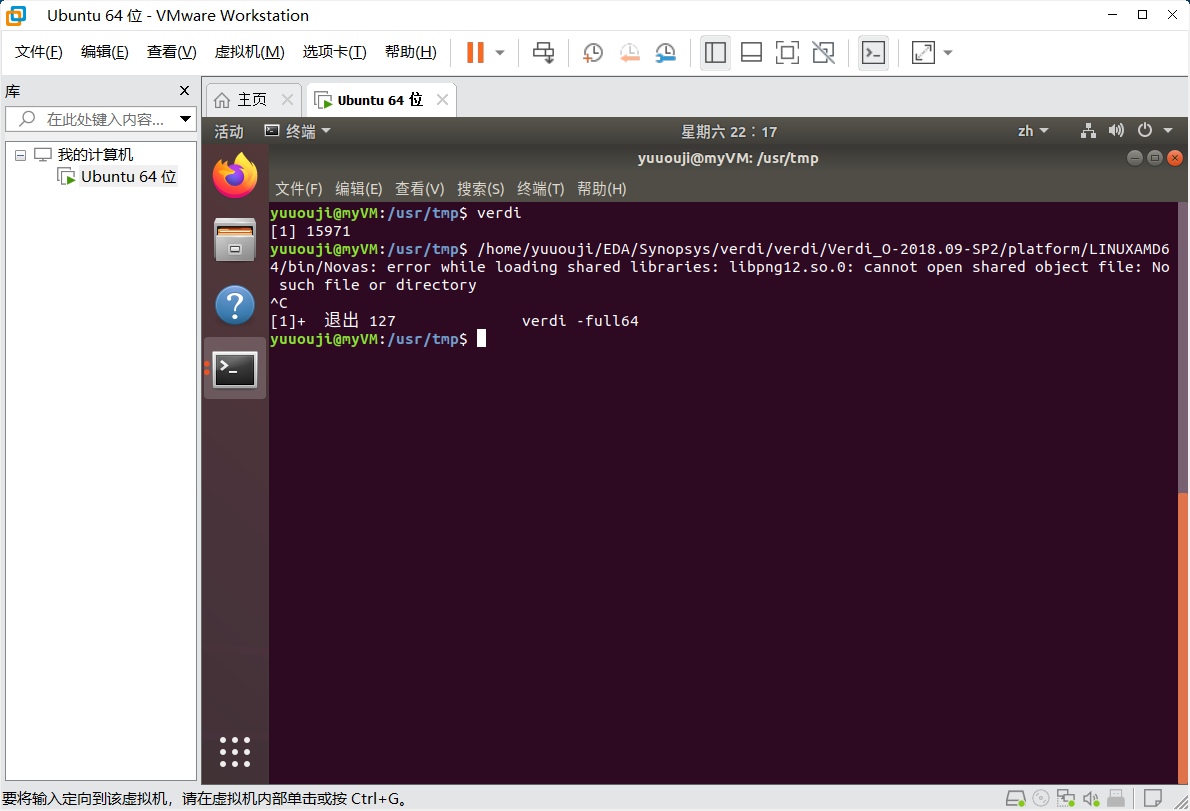 Ubuntu 64 位 - VMware Workstation
文件(F) 编辑(E) 查看(V) 虚拟机(M) 选项卡(T) 帮助(H)
库
在此处键入内容...
我的计算机
Ubuntu 64 位
主页 Ubuntu 64 位
活动 终端 星期六 22：17 zh
yuuouji@myVM: /usr/tmp
文件(F) 编辑(E) 查看(V) 搜索(S) 终端(T) 帮助(H)
yuuouji@myVM:/usr/tmp$ verdi
[1] 15971
yuuouji@myVM:/usr/tmp$ /home/yuuouji/EDA/Synopsys/verdi/verdi/Verdi_O-2018.09-SP2/platform/LINUXAMD6
4/bin/Novas: error while loading shared libraries: libpng12.so.0: cannot open shared object file: No
such file or directory
^C
[1]+ 退出 127 verdi -full64
yuuouji@myVM:/usr/tmp$
要将输入定向到该虚拟机，请在虚拟机内部单击或按 Ctrl+G。